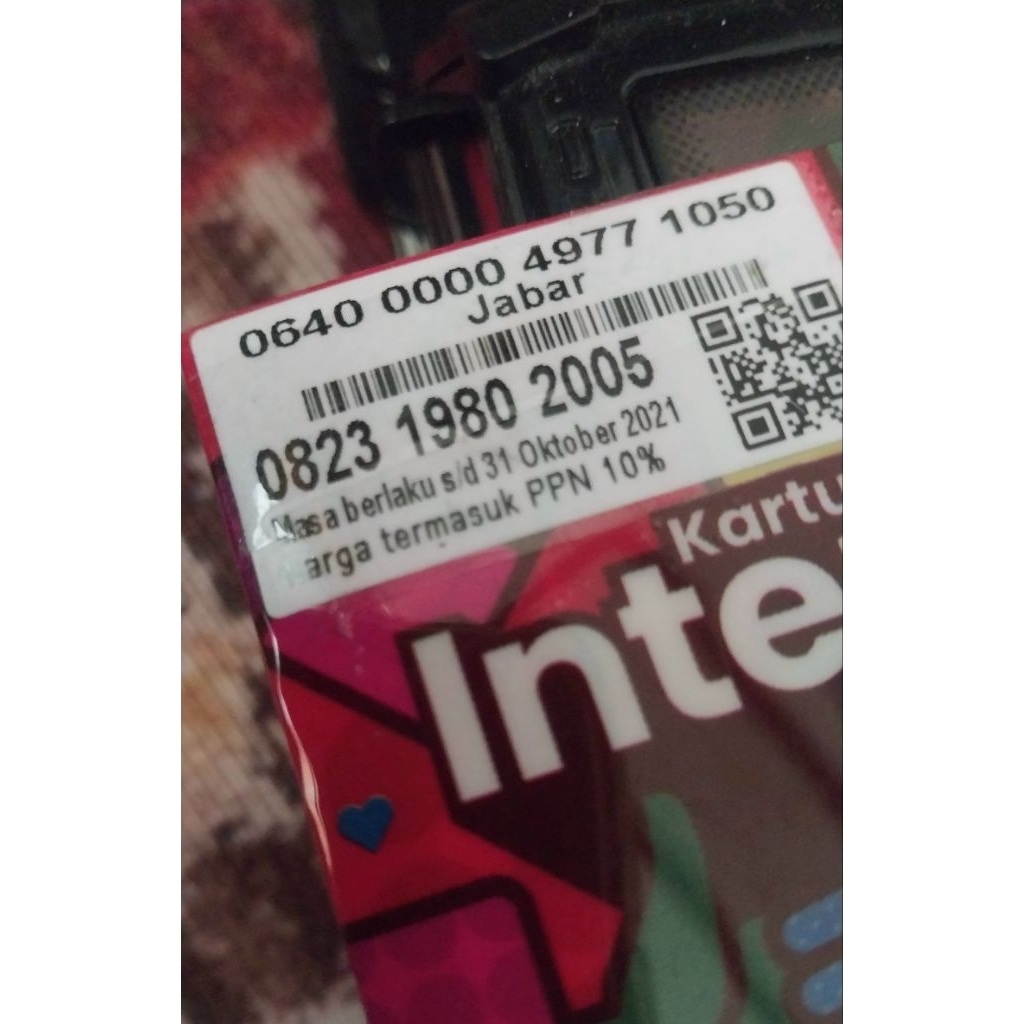 0640 0000 4977 1050
Jabar
0823 1980 2005
Masa berlaku s/d 31 Oktober 2021
arga termasuk PPN 10%
Kartu
Inte